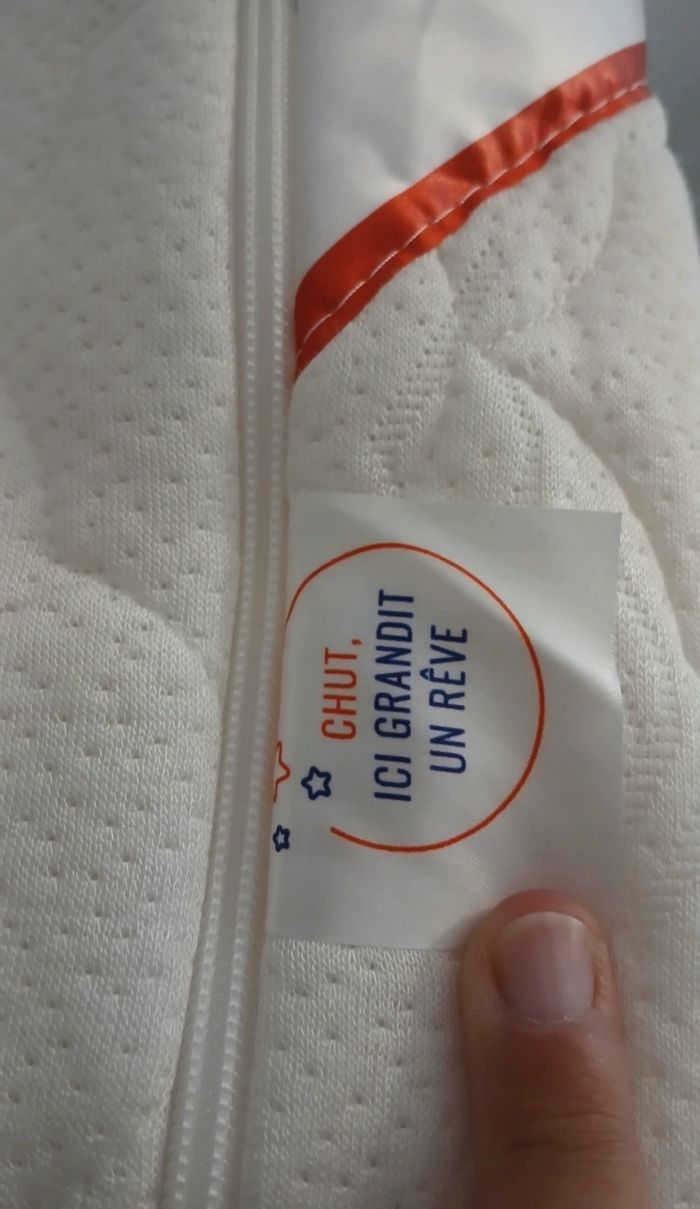 CHUT,
ICI GRANDIT
UN RÊVE